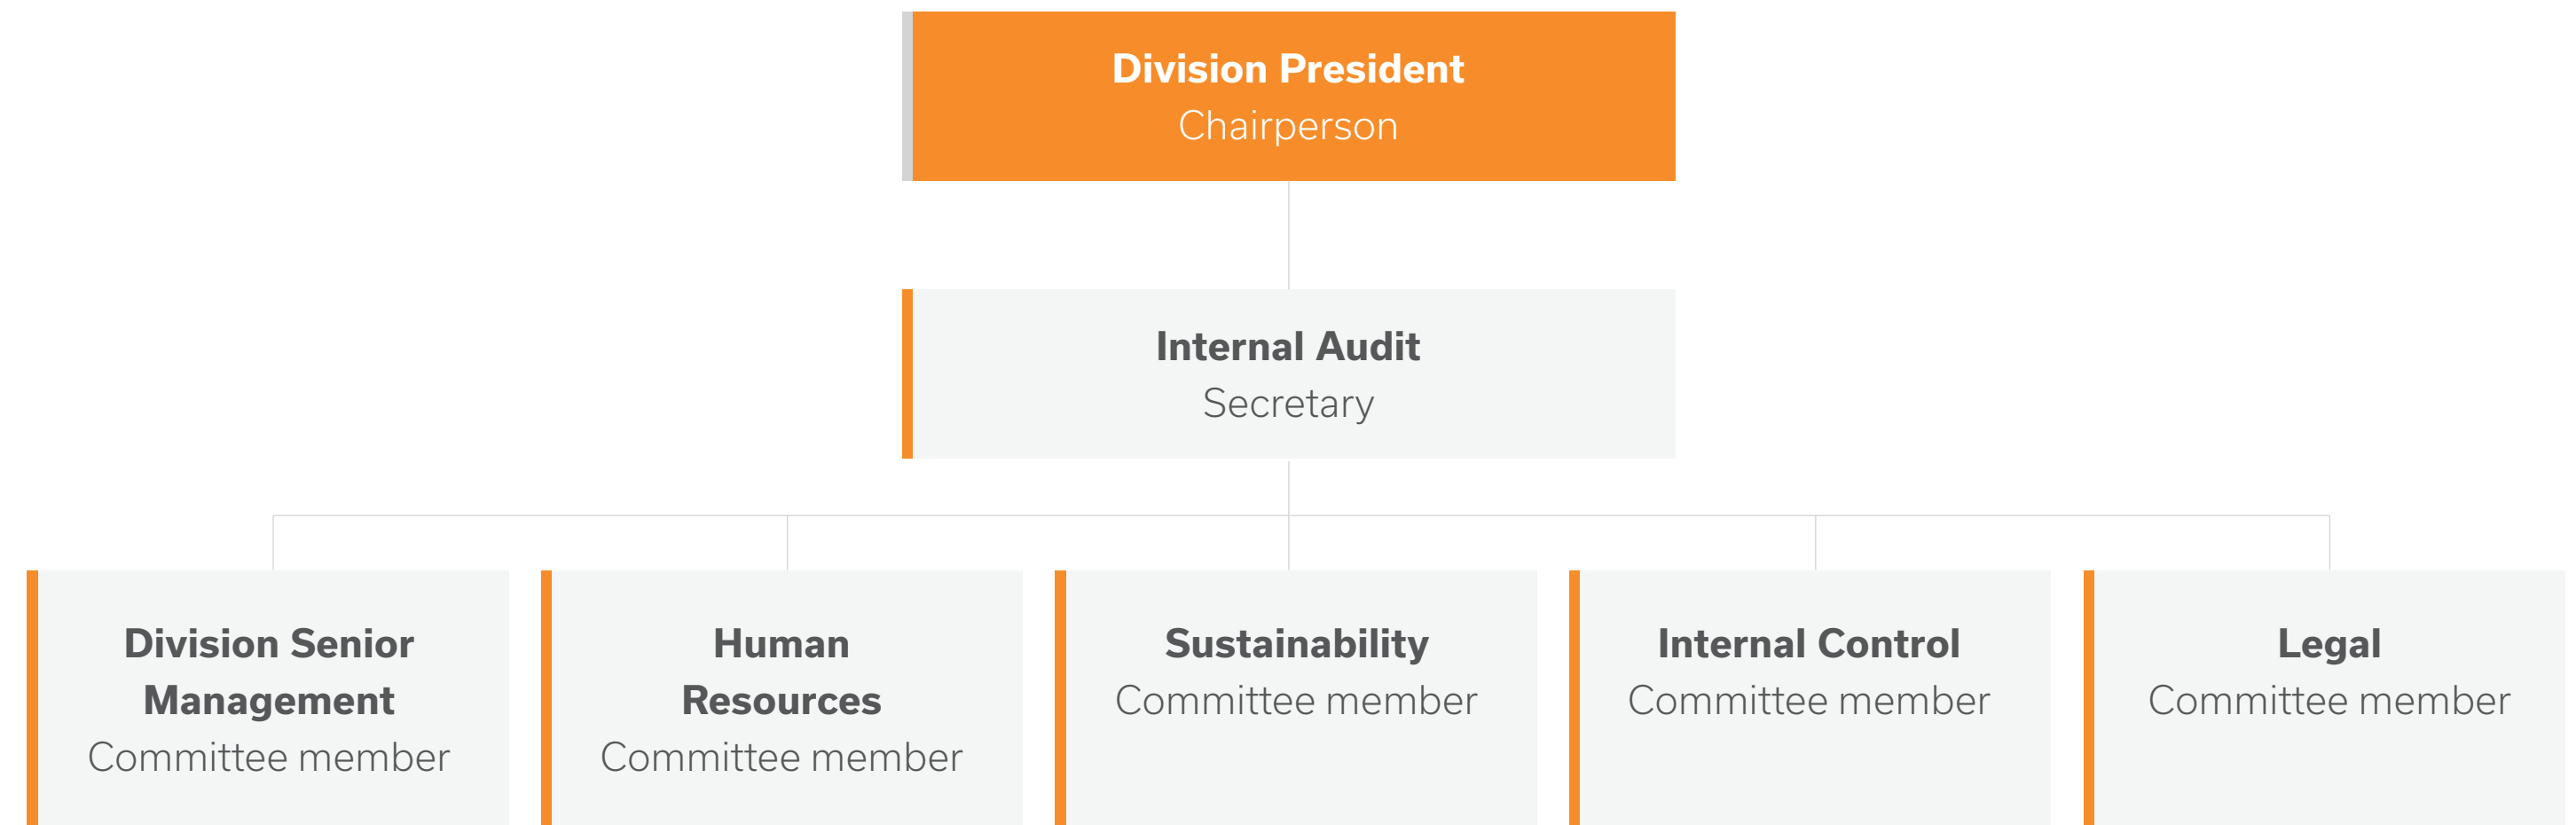 Division President
Chairperson
Internal Audit
Secretary
Division Senior
Management
Committee member
Human
Resources
Committee member
Sustainability
Committee member
Internal Control
Committee member
Legal
Committee member